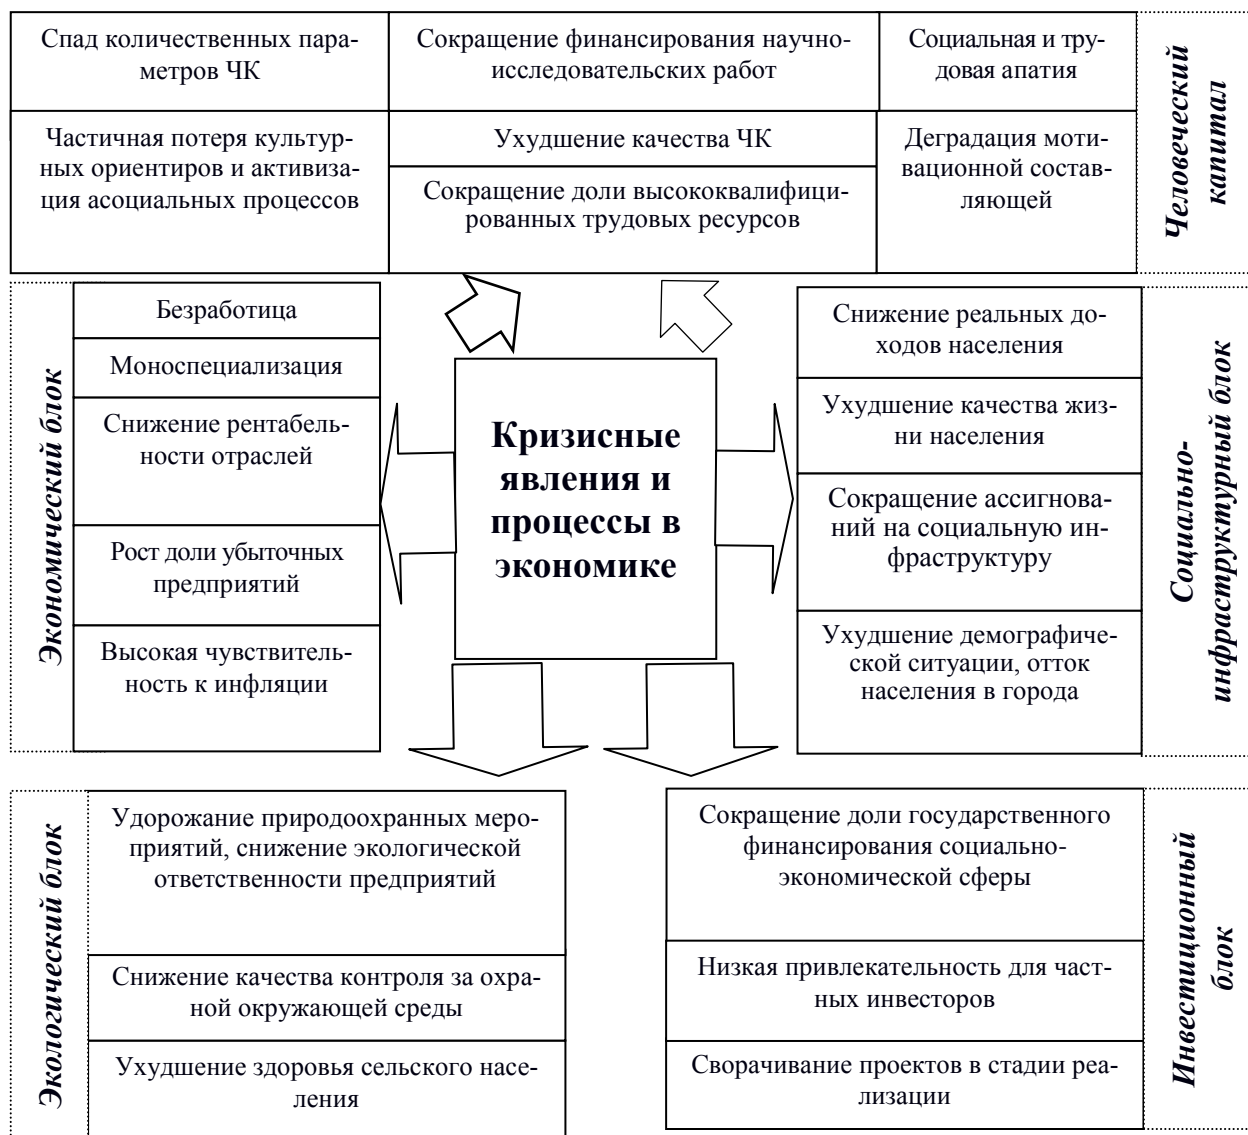 Спад количественных пара-
метров ЧК
Сокращение финансирования научно-
исследовательских работ
Социальная и тру-
довая апатия
Частичная потеря культур-
ных ориентиров и активиза-
ция асоциальных процессов
Ухудшение качества ЧК
Сокращение доли высококвалифици-
рованных трудовых ресурсов
Деградация моти-
вационной состав-
ляющей
Человеческий
капитал
Экономический блок
Безработица
Моноспециализация
Снижение рентабель-
ности отраслей
Рост доли убыточных
предприятий
Высокая чувствитель-
ность к инфляции
Кризисные
явления и
процессы в
экономике
Снижение реальных до-
ходов населения
Ухудшение качества жиз-
ни населения
Сокращение ассигнова-
ний на социальную ин-
фраструктуру
Ухудшение демографиче-
ской ситуации, отток
населения в города
Социально-
инфраструктурный блок
Экологический блок
Удорожание природоохранных меро-
приятий, снижение экологической
ответственности предприятий
Снижение качества контроля за охра-
ной окружающей среды
Ухудшение здоровья сельского насе-
ления
Сокращение доли государственного
финансирования социально-
экономической сферы
Низкая привлекательность для част-
ных инвесторов
Сворачивание проектов в стадии реа-
лизации
Инвестиционный
блок